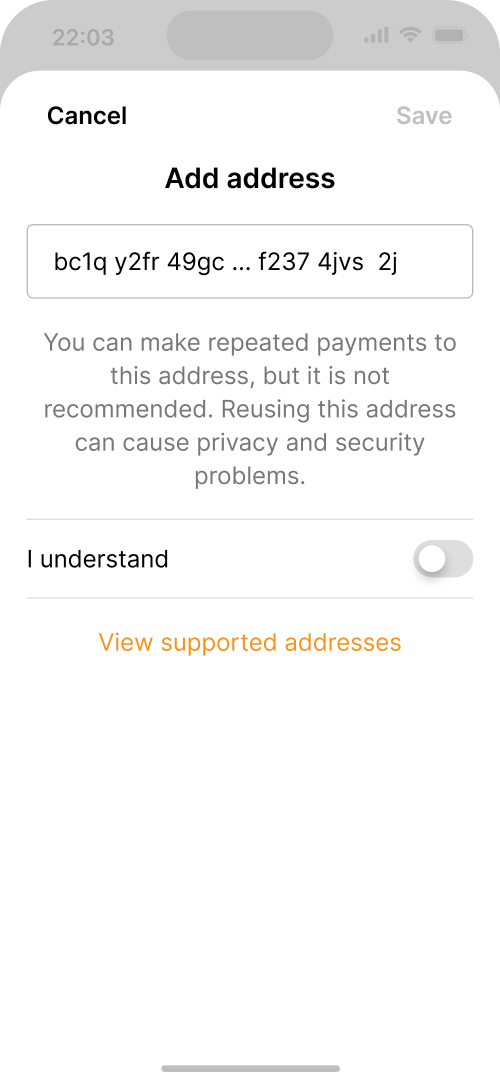 22:03
Cancel
Save
Add address
bc1q y2fr 49gc ... f237 4jvs  2j
You can make repeated payments to
this address, but it is not
recommended. Reusing this address
can cause privacy and security
problems.
I understand
View supported addresses